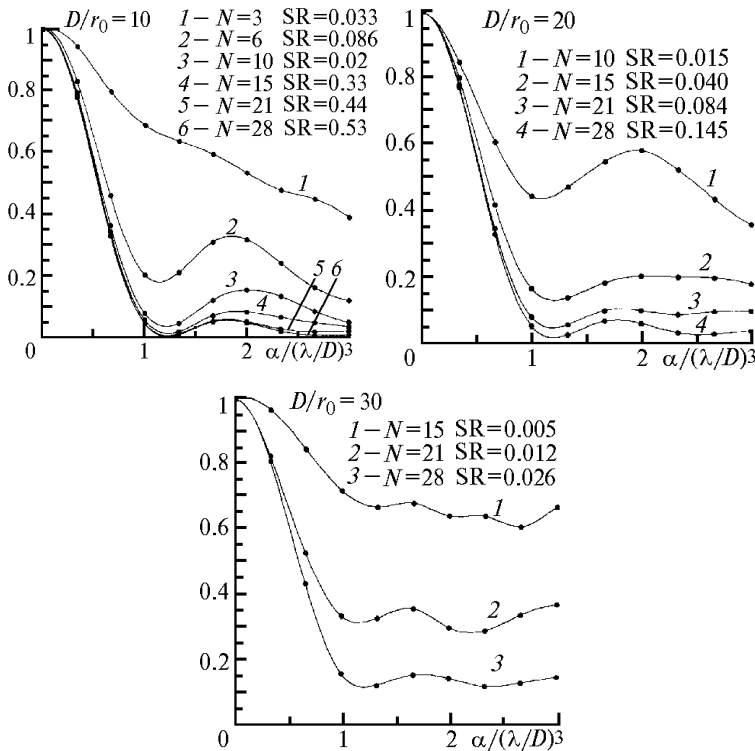 D/r₀=10
1–N=3 SR=0.033
2–N=6 SR=0.086
3–N=10 SR=0.02
4–N=15 SR=0.33
5–N=21 SR=0.44
6–N=28 SR=0.53
1
0.8
0.6
0.4
0.2
0
1
2
α/(λ/D)
3
1
2
3
4
5
6
D/r₀=20
1–N=10 SR=0.015
2–N=15 SR=0.040
3–N=21 SR=0.084
4–N=28 SR=0.145
1
0.8
0.6
0.4
0.2
0
1
2
α/(λ/D)
3
1
2
3
4
D/r₀=30
1–N=15 SR=0.005
2–N=21 SR=0.012
3–N=28 SR=0.026
1
0.8
0.6
0.4
0.2
0
1
2
α/(λ/D)
3
1
2
3